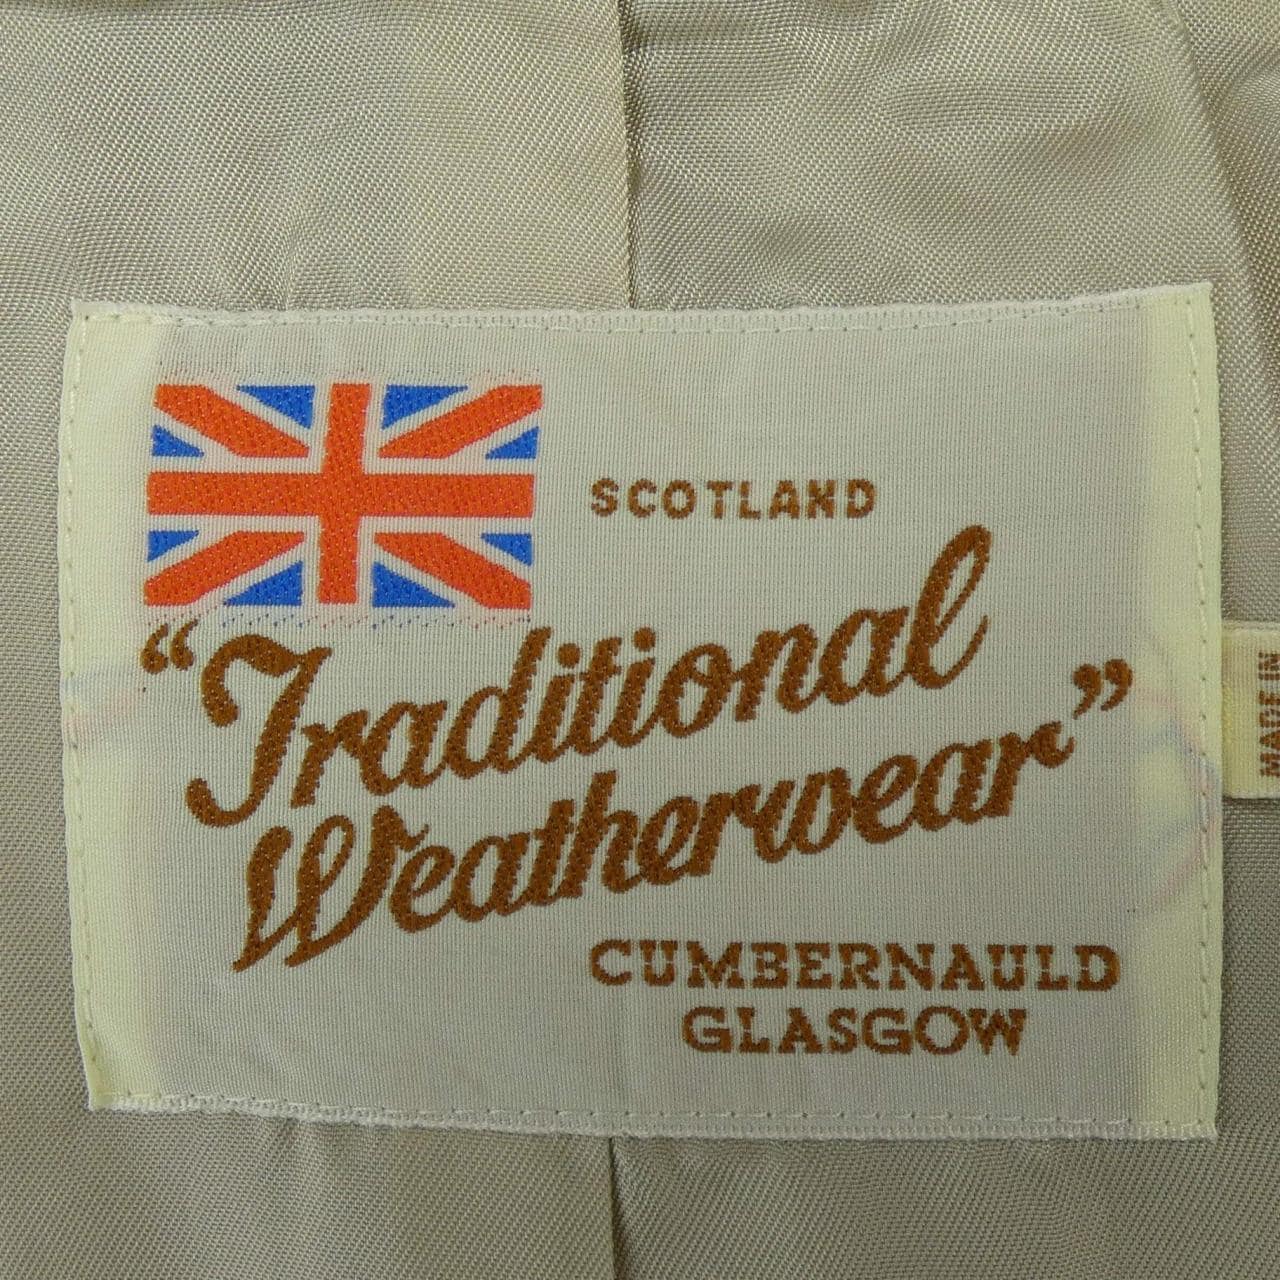 SCOTLAND
“Traditional
Weatherwear”
CUMBERNAULD
GLASGOW
MADE IN